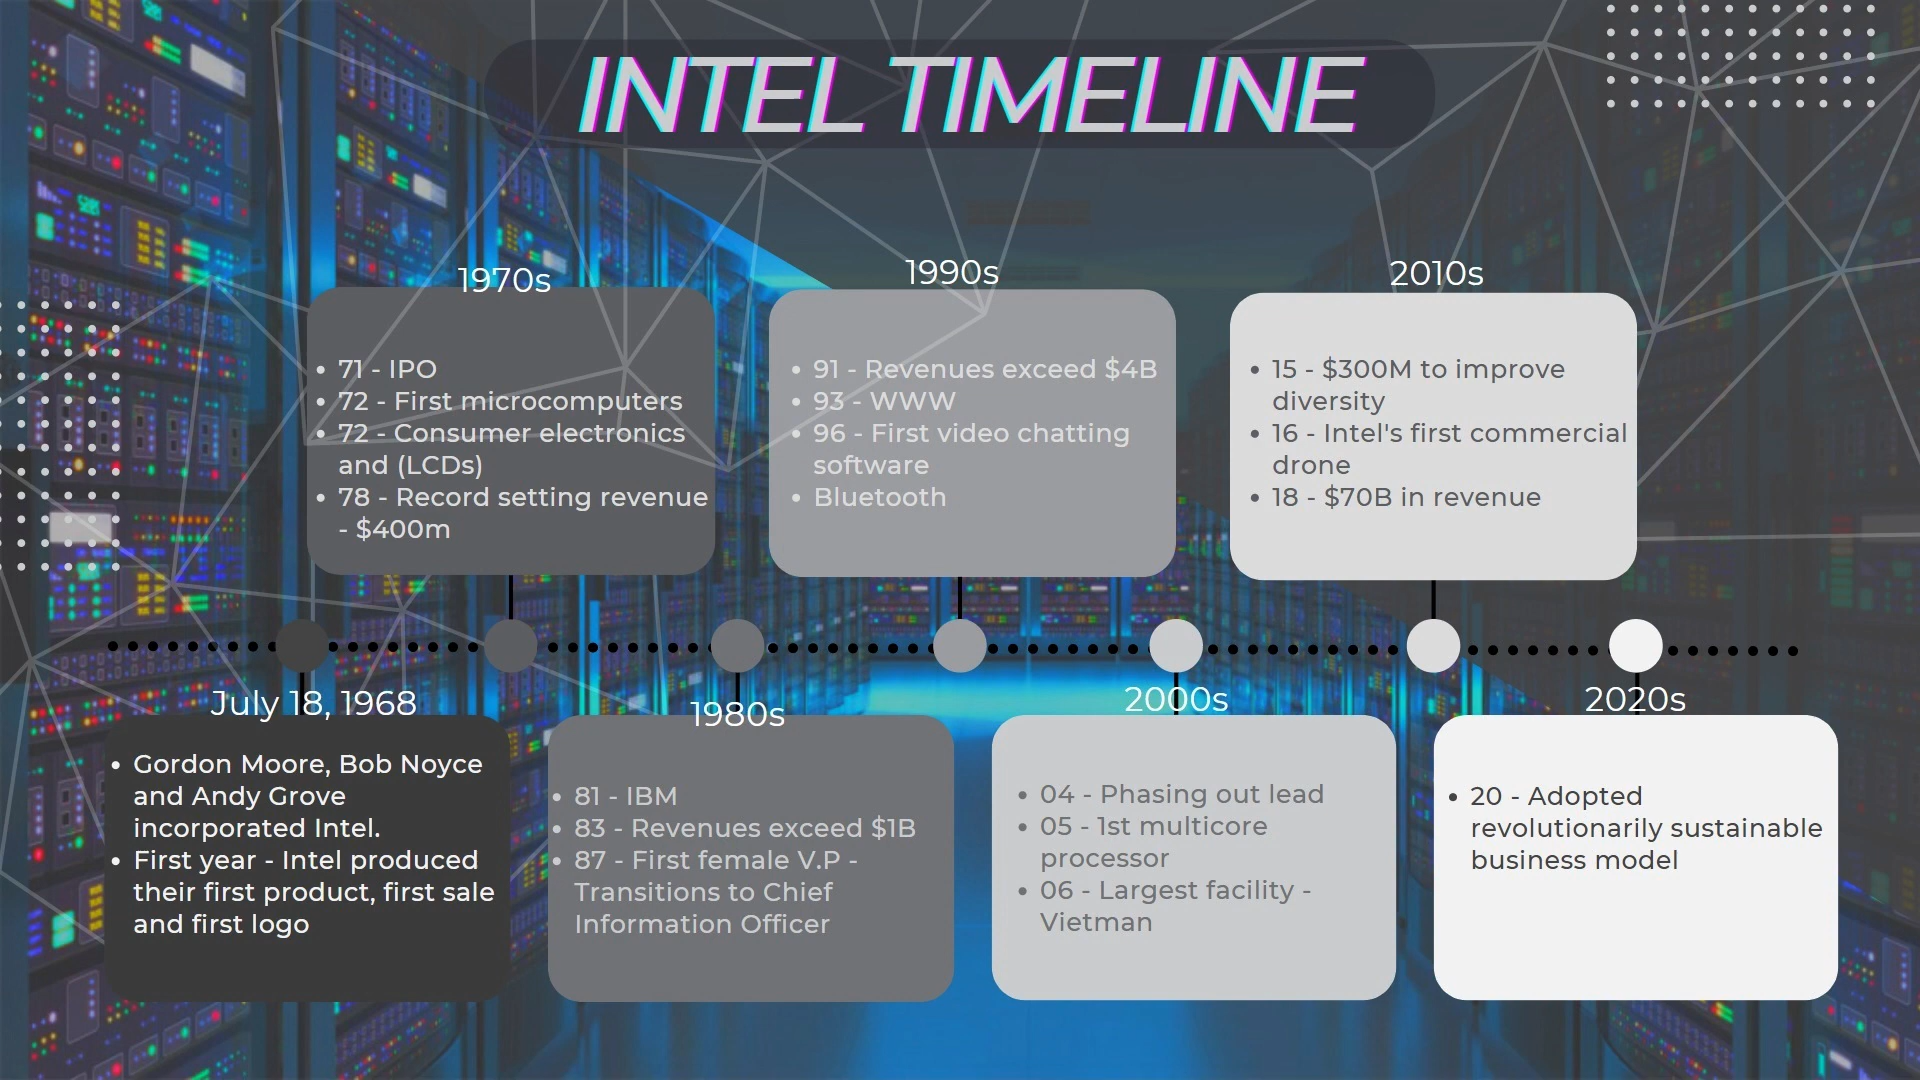 INTEL TIMELINE
July 18, 1968
• Gordon Moore, Bob Noyce
and Andy Grove
incorporated Intel.
• First year - Intel produced
their first product, first sale
and first logo
1970s
• 71 - IPO
• 72 - First microcomputers
• 72 - Consumer electronics
and (LCDs)
• 78 - Record setting revenue
- $400m
1980s
• 81 - IBM
• 83 - Revenues exceed $1B
• 87 - First female V.P -
Transitions to Chief
Information Officer
1990s
• 91 - Revenues exceed $4B
• 93 - WWW
• 96 - First video chatting
software
• Bluetooth
2000s
• 04 - Phasing out lead
• 05 - 1st multicore
processor
• 06 - Largest facility -
Vietman
2010s
• 15 - $300M to improve
diversity
• 16 - Intel's first commercial
drone
• 18 - $70B in revenue
2020s
• 20 - Adopted
revolutionarily sustainable
business model